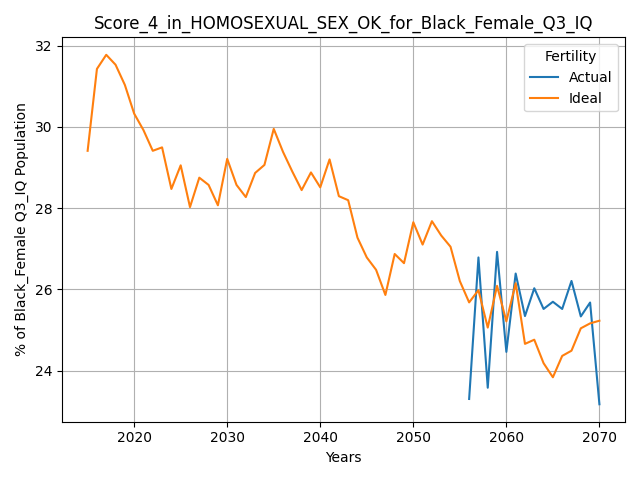 Score_4_in_HOMOSEXUAL_SEX_OK_for_Black_Female_Q3_IQ
% of Black_Female Q3_IQ Population
32
30
28
26
24
Fertility
Actual
Ideal
2020 2030 2040 2050 2060 2070
Years